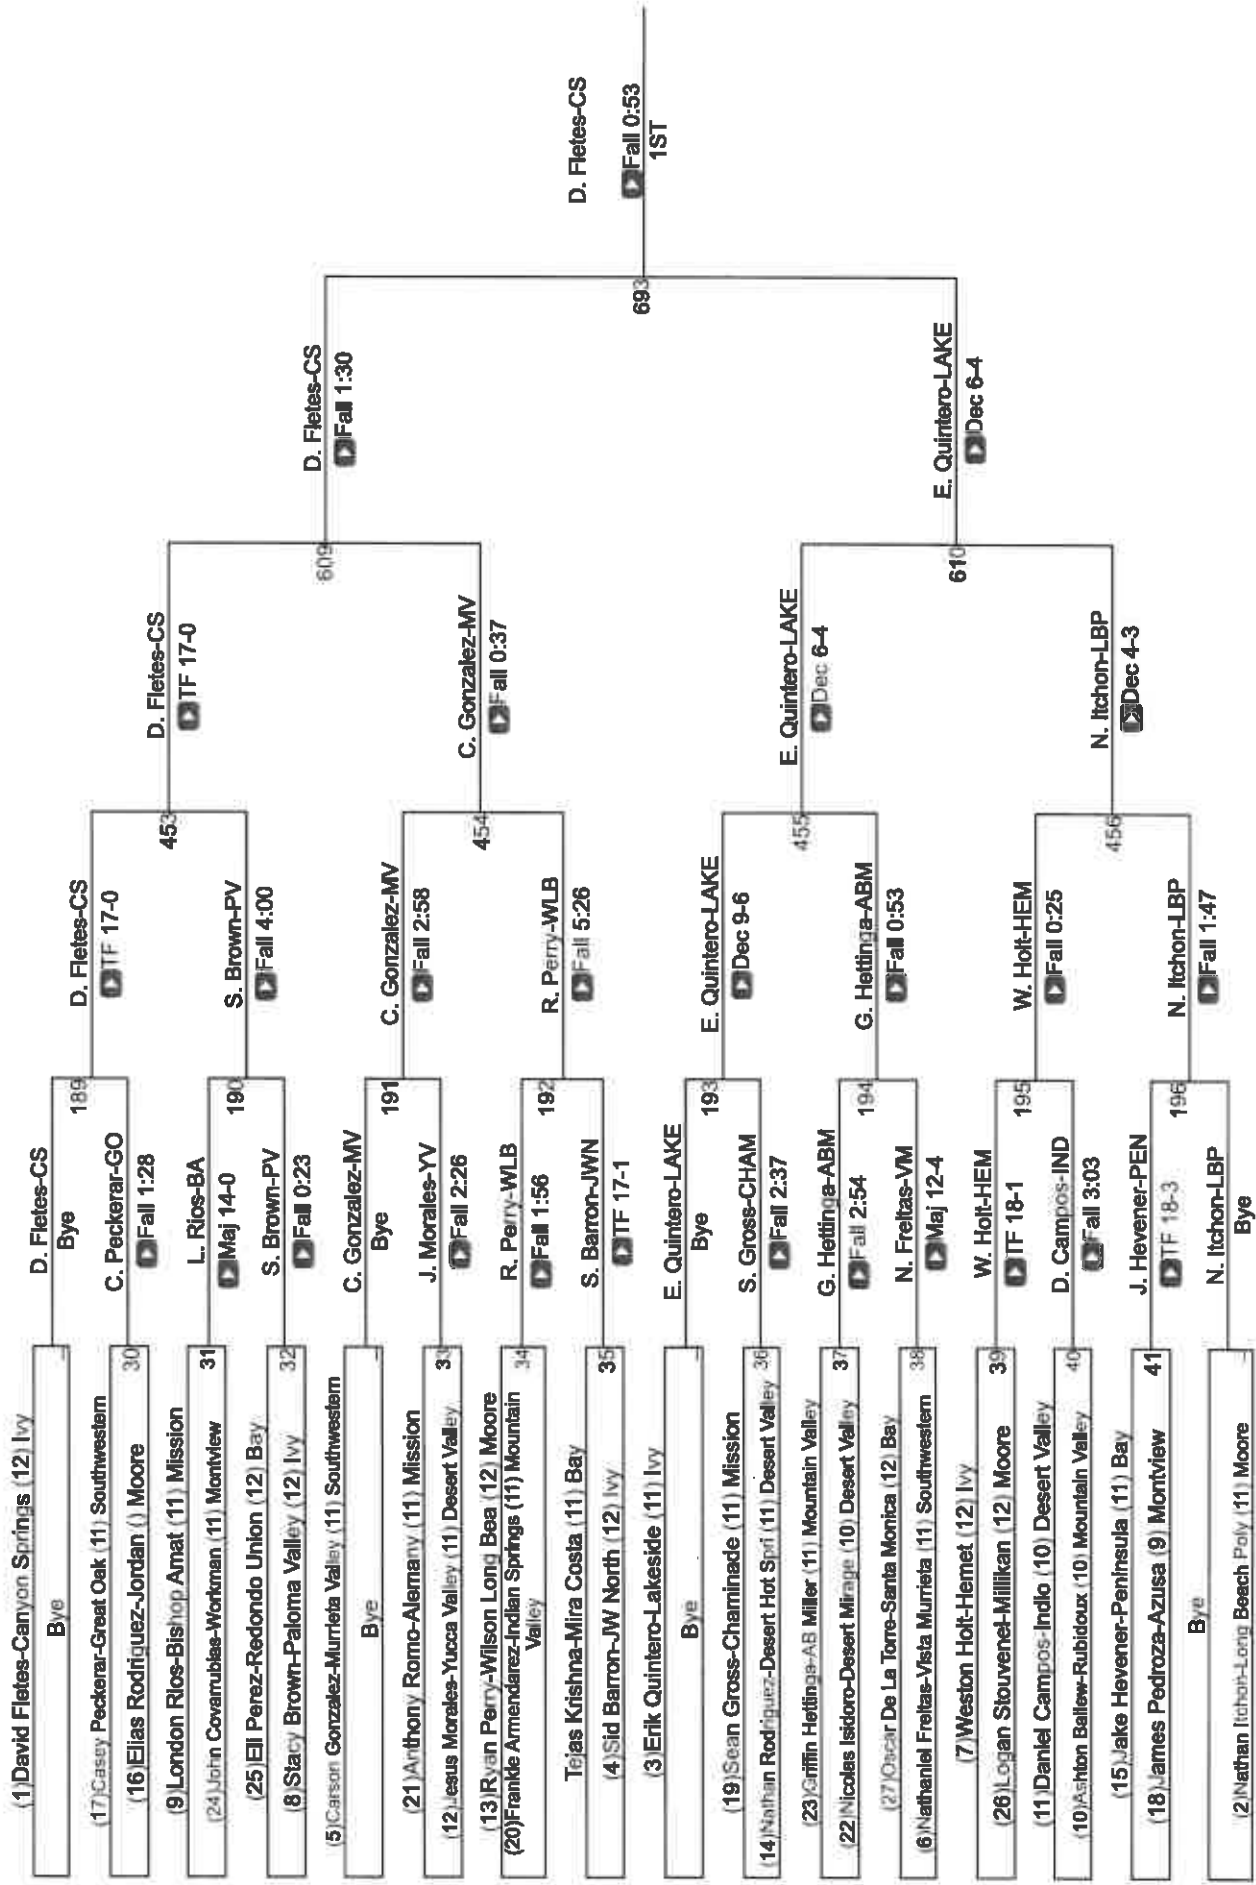 (1)David Fletes-Canyon Springs (12) Ivy
Bye
(17)Casey Peckerar-Great Oak (11) Southwestern
30
(16)Elias Rodriguez-Jordan () Moore
(9)London Rios-Bishop Amat (11) Mission
31
(24)John Covarrubias-Workman (11) Montview
(25)Eli Perez-Redondo Union (12) Bay
32
(8)Stacy Brown-Paloma Valley (12) Ivy
(5)Carson Gonzalez-Murrieta Valley (11) Southwestern
Bye
(21)Anthony Romo-Alemany (11) Mission
33
(12)Jesus Morales-Yucca Valley (11) Desert Valley
(13)Ryan Perry-Wilson Long Bea (12) Moore
34
(20)Frankie Armendarez-Indian Springs (11) Mountain
Valley
Tejas Krishna-Mira Costa (11) Bay
35
(4)Sid Barron-JW North (12) Ivy
(3)Erik Quintero-Lakeside (11) Ivy
Bye
(19)Sean Gross-Chaminade (11) Mission
36
(14)Nathan Rodriguez-Desert Hot Spri (11) Desert Valley
(23)Griffin Hettinga-AB Miller (11) Mountain Valley
37
(22)Nicolas Isidoro-Desert Mirage (10) Desert Valley
(27)Oscar De La Torre-Santa Monica (12) Bay
38
(6)Nathaniel Freitas-Vista Murrieta (11) Southwestern
(7)Weston Holt-Hemet (12) Ivy
39
(26)Logan Stouvenel-Millikan (12) Moore
(11)Daniel Campos-Indio (10) Desert Valley
40
(10)Ashton Ballew-Rubidoux (10) Mountain Valley
(15)Jake Hevener-Peninsula (11) Bay
41
(18)James Pedroza-Azusa (9) Montview
Bye
(2)Nathan Itchon-Long Beach Poly (11) Moore
D. Fletes-CS
Bye
189
C. Peckerar-GO
Fall 1:28
L. Rios-BA
Maj 14-0
190
S. Brown-PV
Fall 0:23
C. Gonzalez-MV
Bye
191
J. Morales-YV
Fall 2:26
R. Perry-WLB
Fall 1:56
192
S. Barron-JWN
TF 17-1
E. Quintero-LAKE
Bye
193
S. Gross-CHAM
Fall 2:37
G. Hettinga-ABM
Fall 2:54
194
N. Freitas-VM
Maj 12-4
W. Holt-HEM
TF 18-1
195
D. Campos-IND
Fall 3:03
J. Hevener-PEN
TF 18-3
196
N. Itchon-LBP
Bye
D. Fletes-CS
TF 17-0
453
S. Brown-PV
Fall 4:00
C. Gonzalez-MV
Fall 2:58
454
R. Perry-WLB
Fall 5:26
E. Quintero-LAKE
Dec 9-6
455
G. Hettinga-ABM
Fall 0:53
W. Holt-HEM
Fall 0:25
456
N. Itchon-LBP
Fall 1:47
D. Fletes-CS
TF 17-0
609
C. Gonzalez-MV
Fall 0:37
E. Quintero-LAKE
Dec 6-4
610
N. Itchon-LBP
Dec 4-3
D. Fletes-CS
Fall 1:30
693
E. Quintero-LAKE
Dec 6-4
D. Fletes-CS
Fall 0:53
1ST